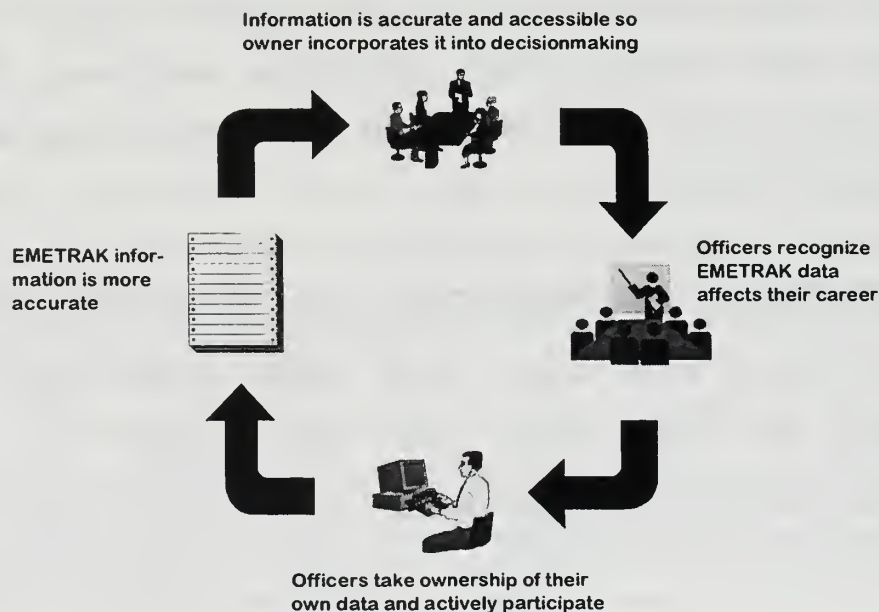 Information is accurate and accessible so
owner incorporates it into decisionmaking
Officers recognize
EMETRAK data
affects their career
Officers take ownership of their
own data and actively participate
EMETRAK infor-
mation is more
accurate